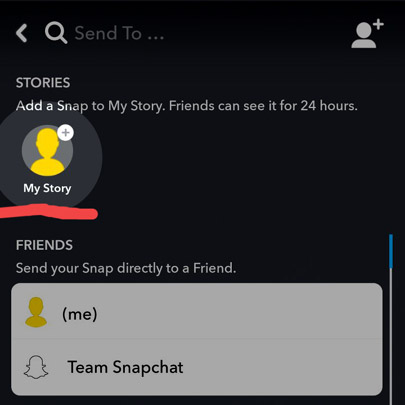 Send To ...
STORIES
Add a Snap to My Story. Friends can see it for 24 hours.
My Story
FRIENDS
Send your Snap directly to a Friend.
(me)
Team Snapchat